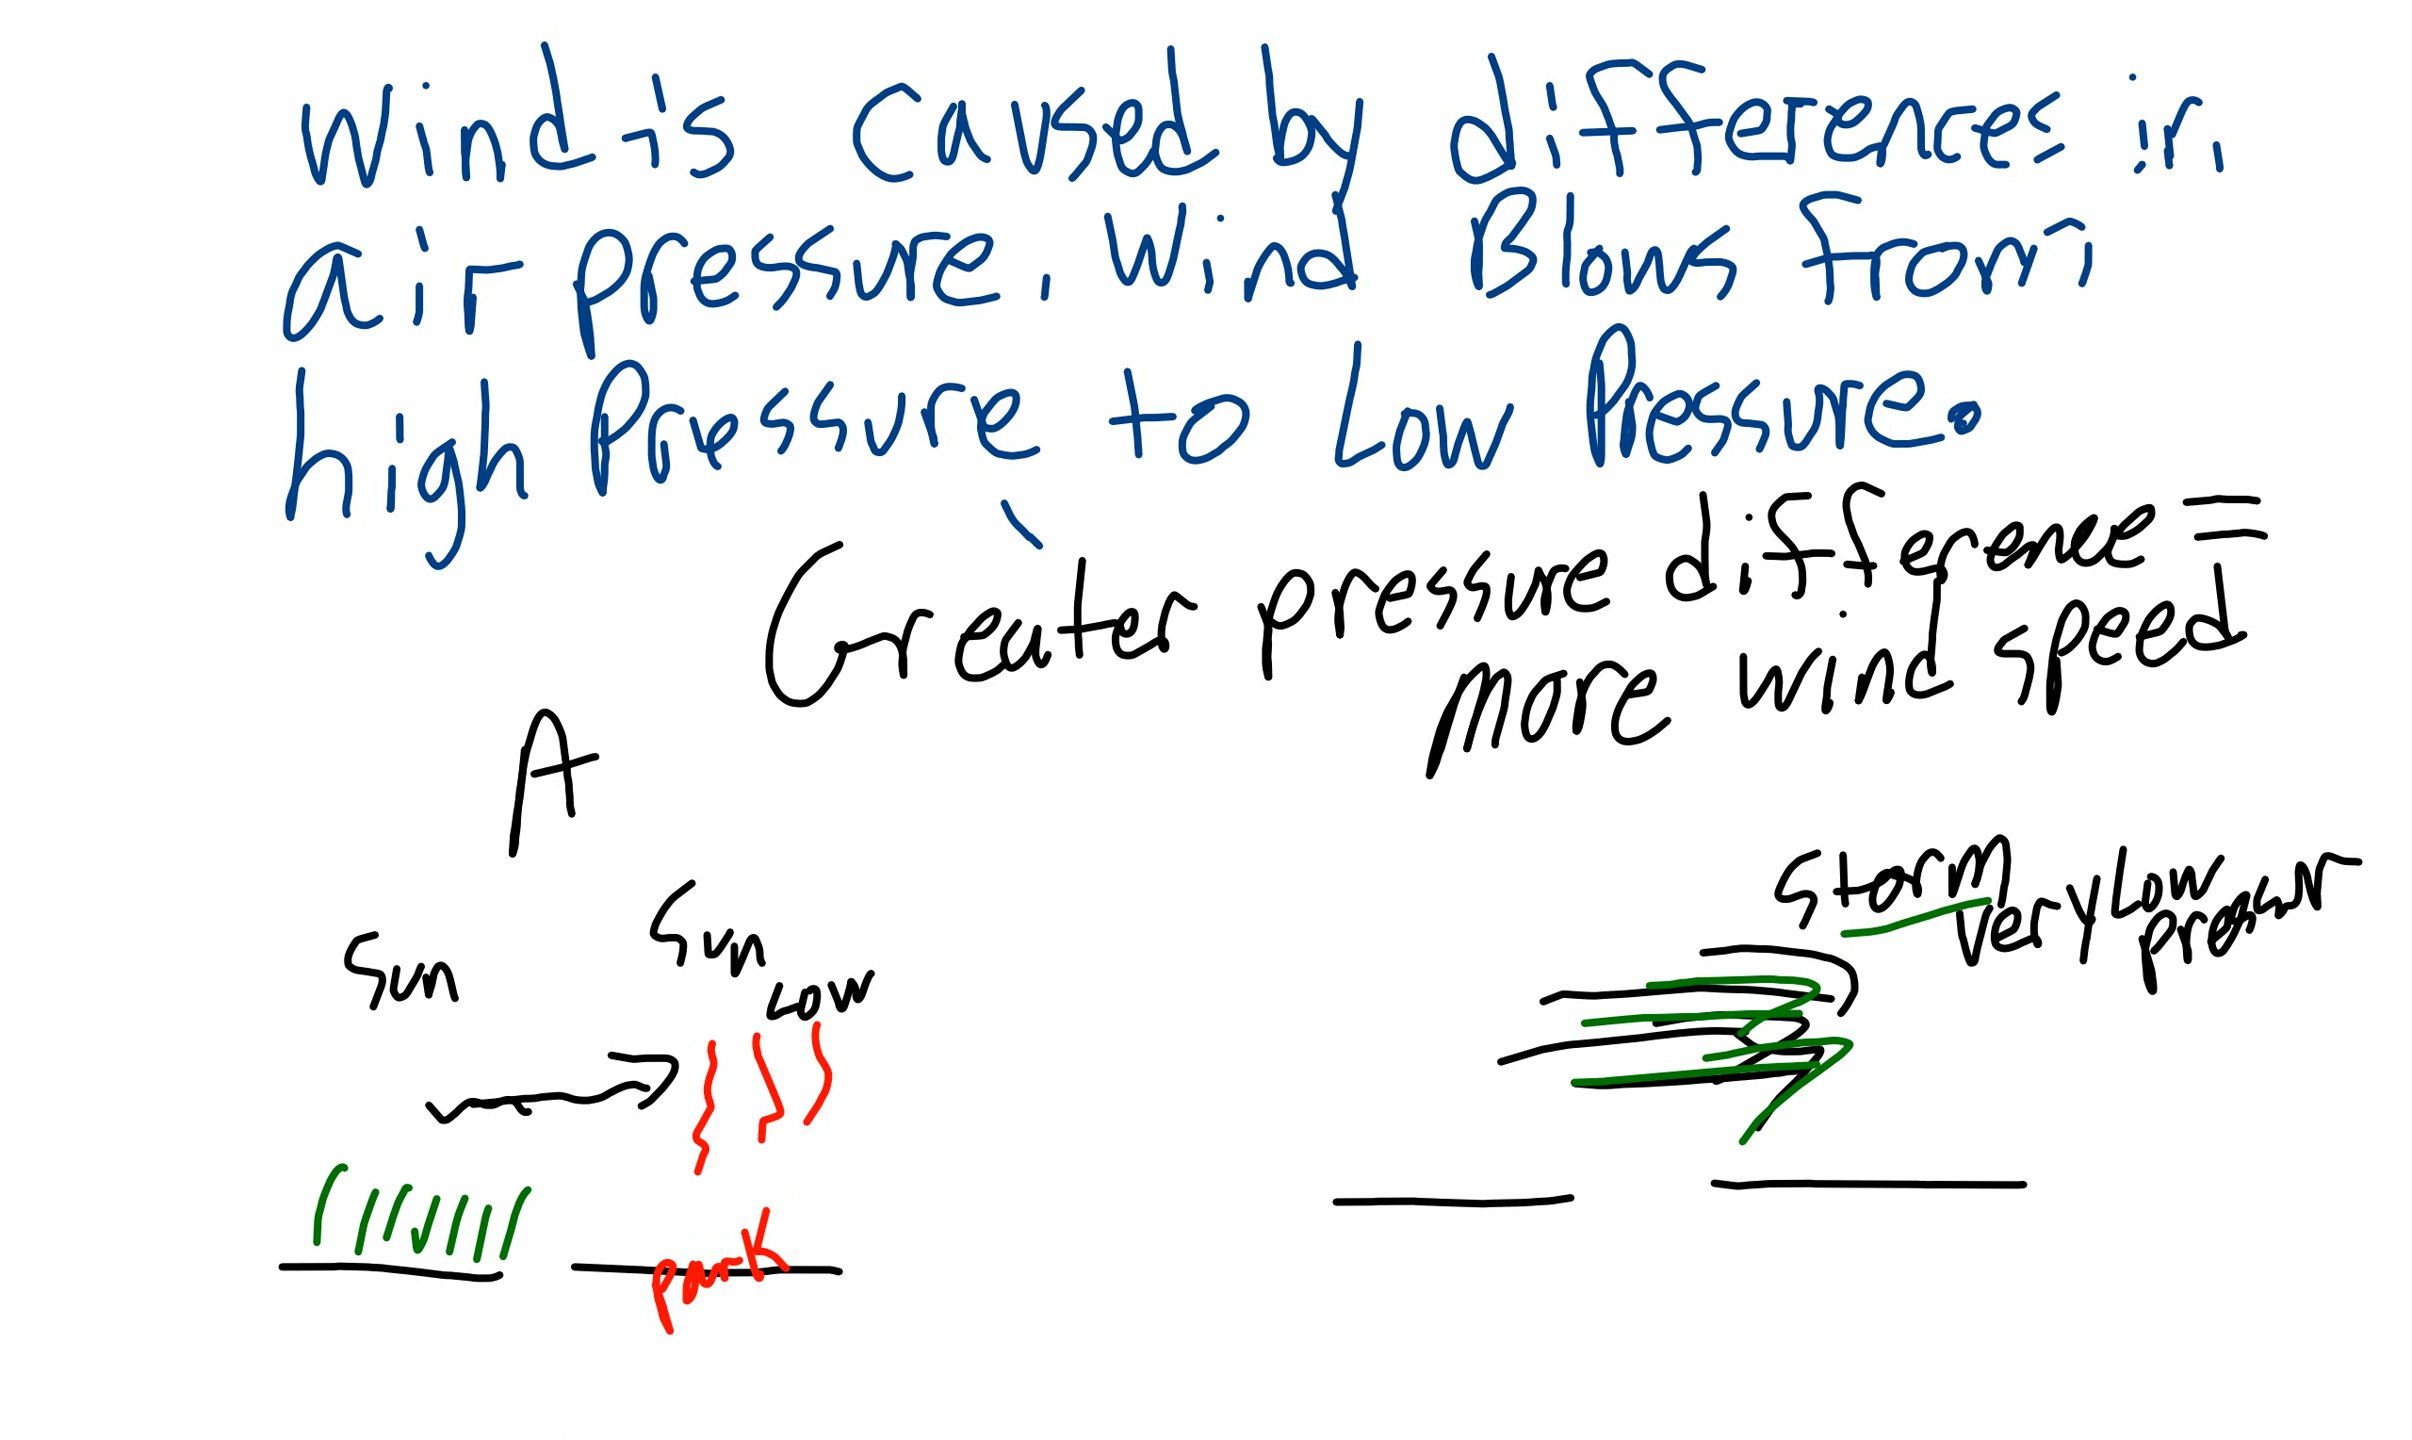 Wind is caused by differences in
air pressure. Wind Blows from
high Pressure to Low Pressure.
Greater pressure difference =
more wind speed
A
Storm
Very Low
pressur
Sun
Sun
Low
park